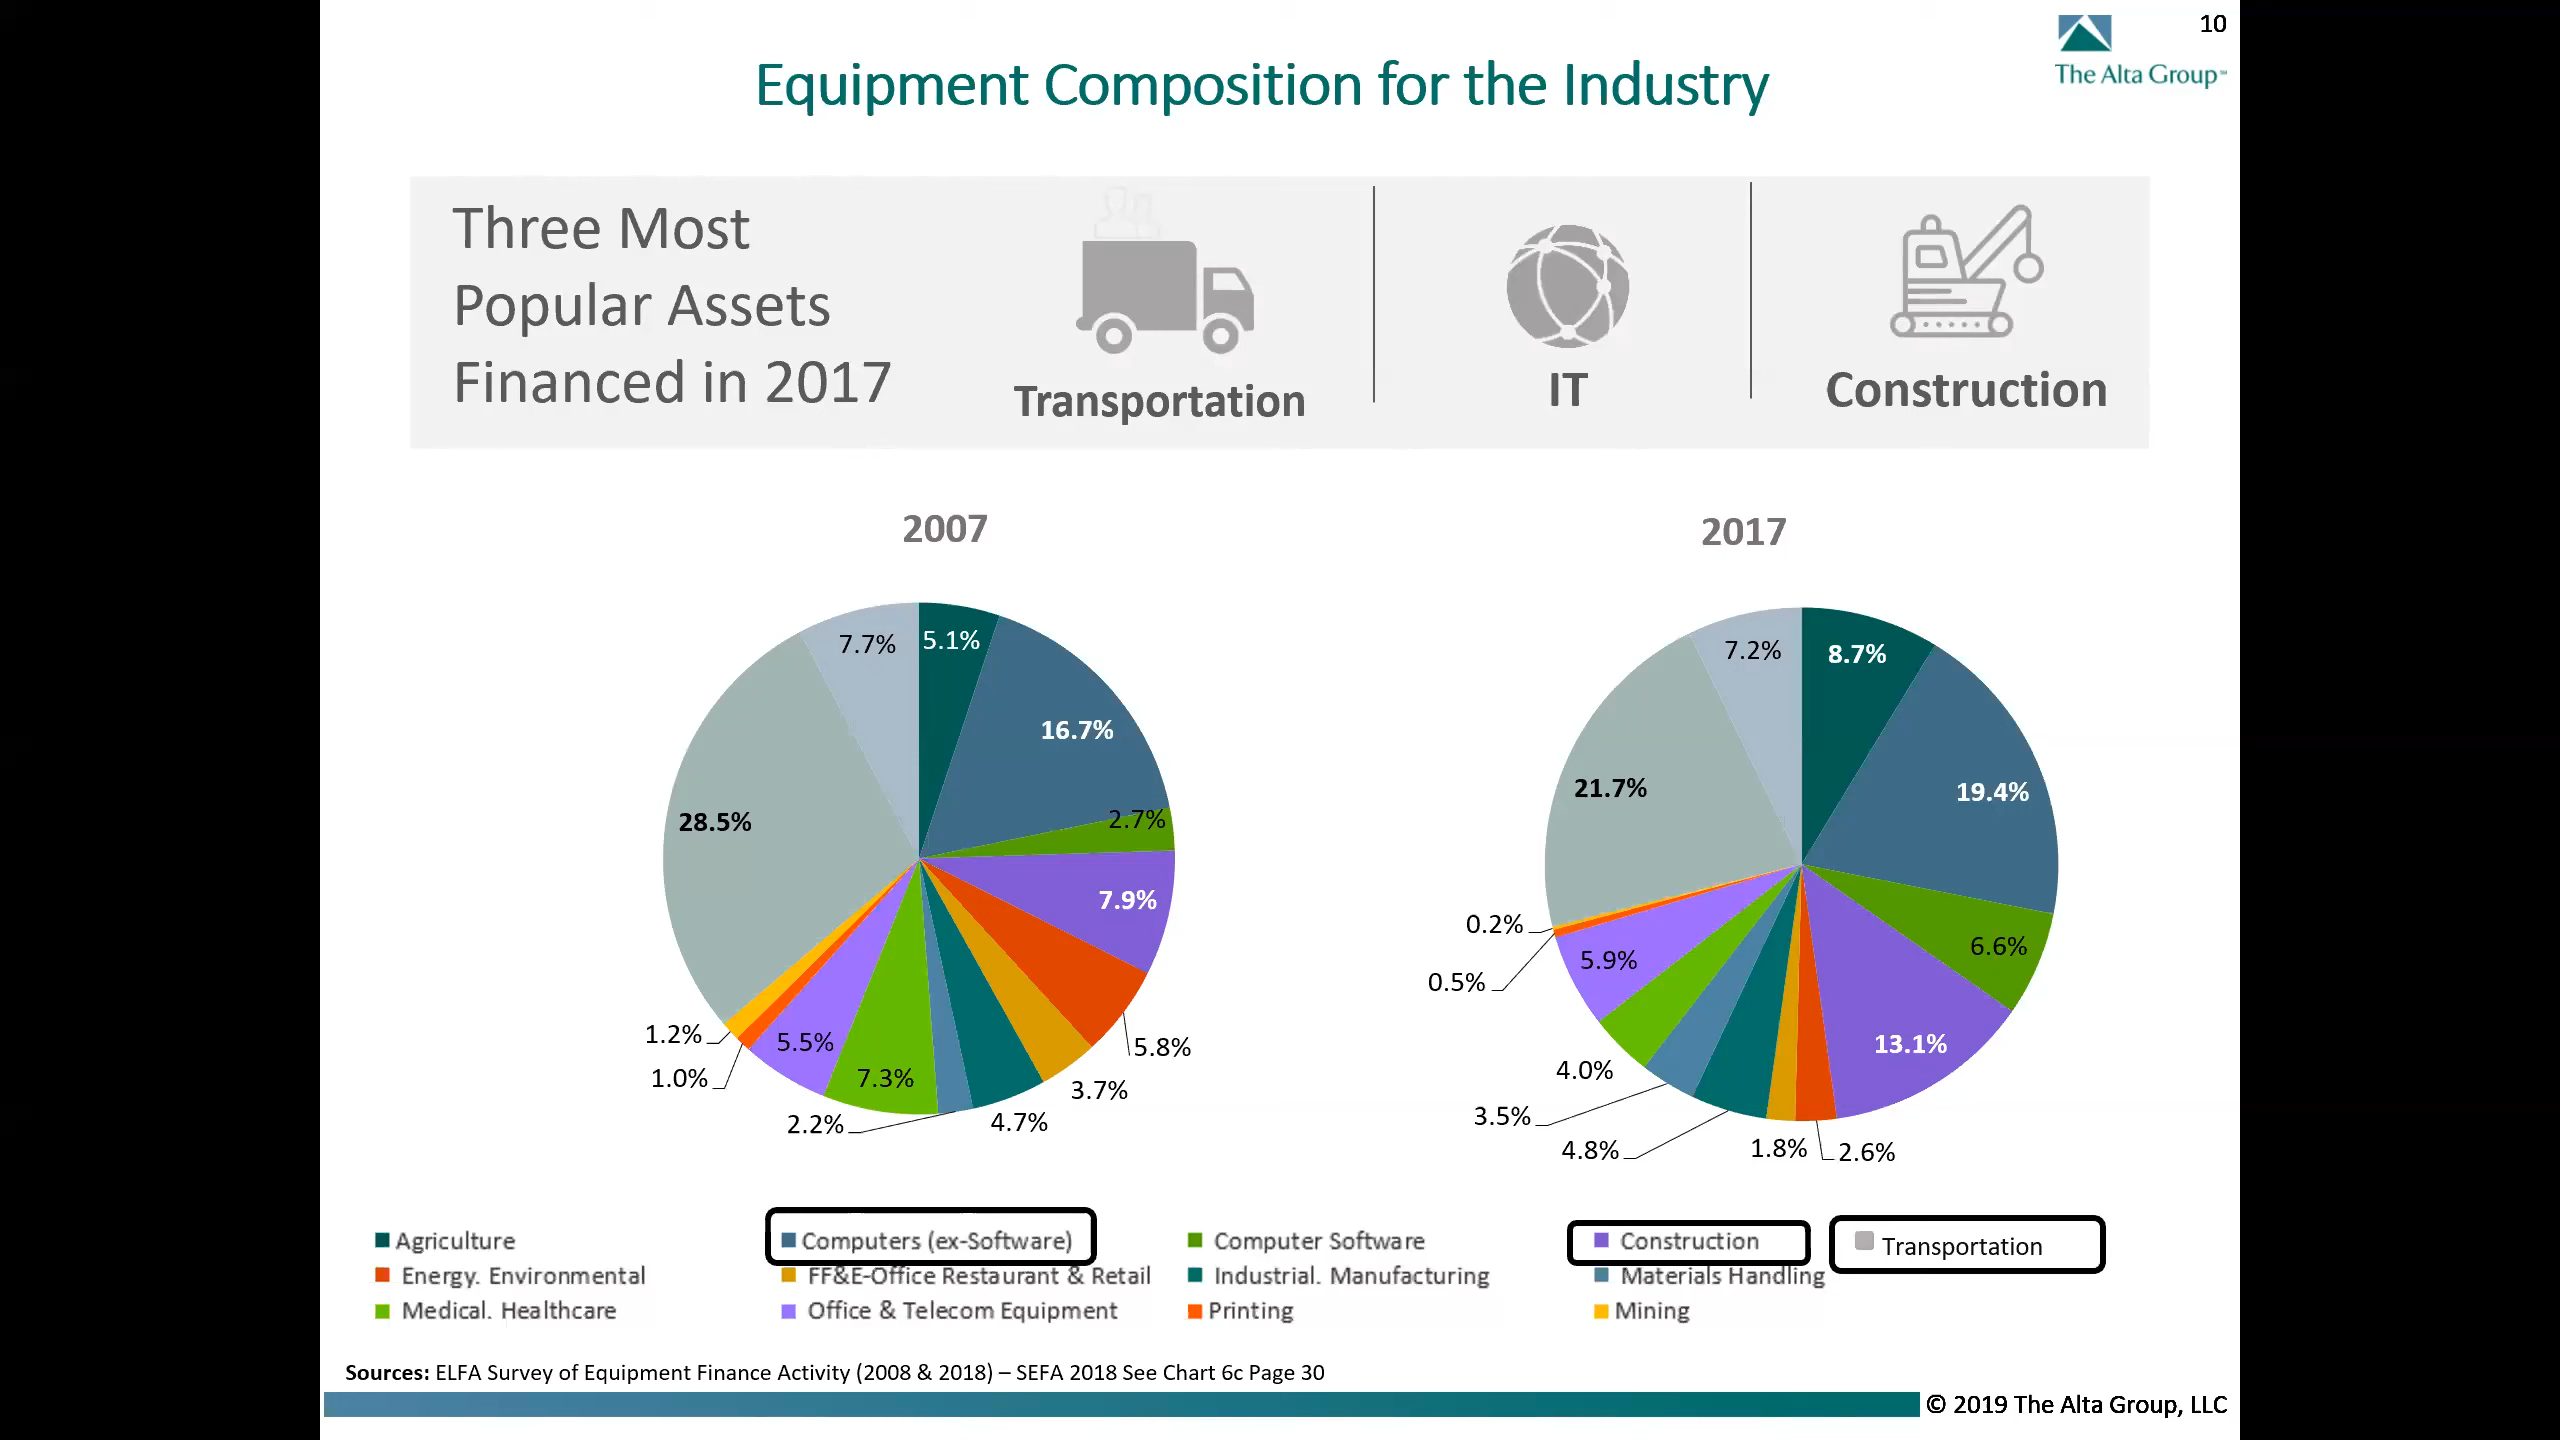 10
The Alta Group™
Equipment Composition for the Industry
Three Most
Popular Assets
Financed in 2017
Transportation
IT
Construction
2007
7.7%
5.1%
16.7%
2.7%
28.5%
7.9%
1.2%
5.8%
1.0%
5.5%
7.3%
3.7%
2.2%
4.7%
2017
7.2%
8.7%
21.7%
19.4%
0.2%
6.6%
0.5%
5.9%
13.1%
4.0%
3.5%
4.8%
1.8%
2.6%
Agriculture
Computers (ex-Software)
Computer Software
Construction
Transportation
Energy. Environmental
FF&E-Office Restaurant & Retail
Industrial. Manufacturing
Materials Handling
Medical. Healthcare
Office & Telecom Equipment
Printing
Mining
Sources: ELFA Survey of Equipment Finance Activity (2008 & 2018) – SEFA 2018 See Chart 6c Page 30
© 2019 The Alta Group, LLC